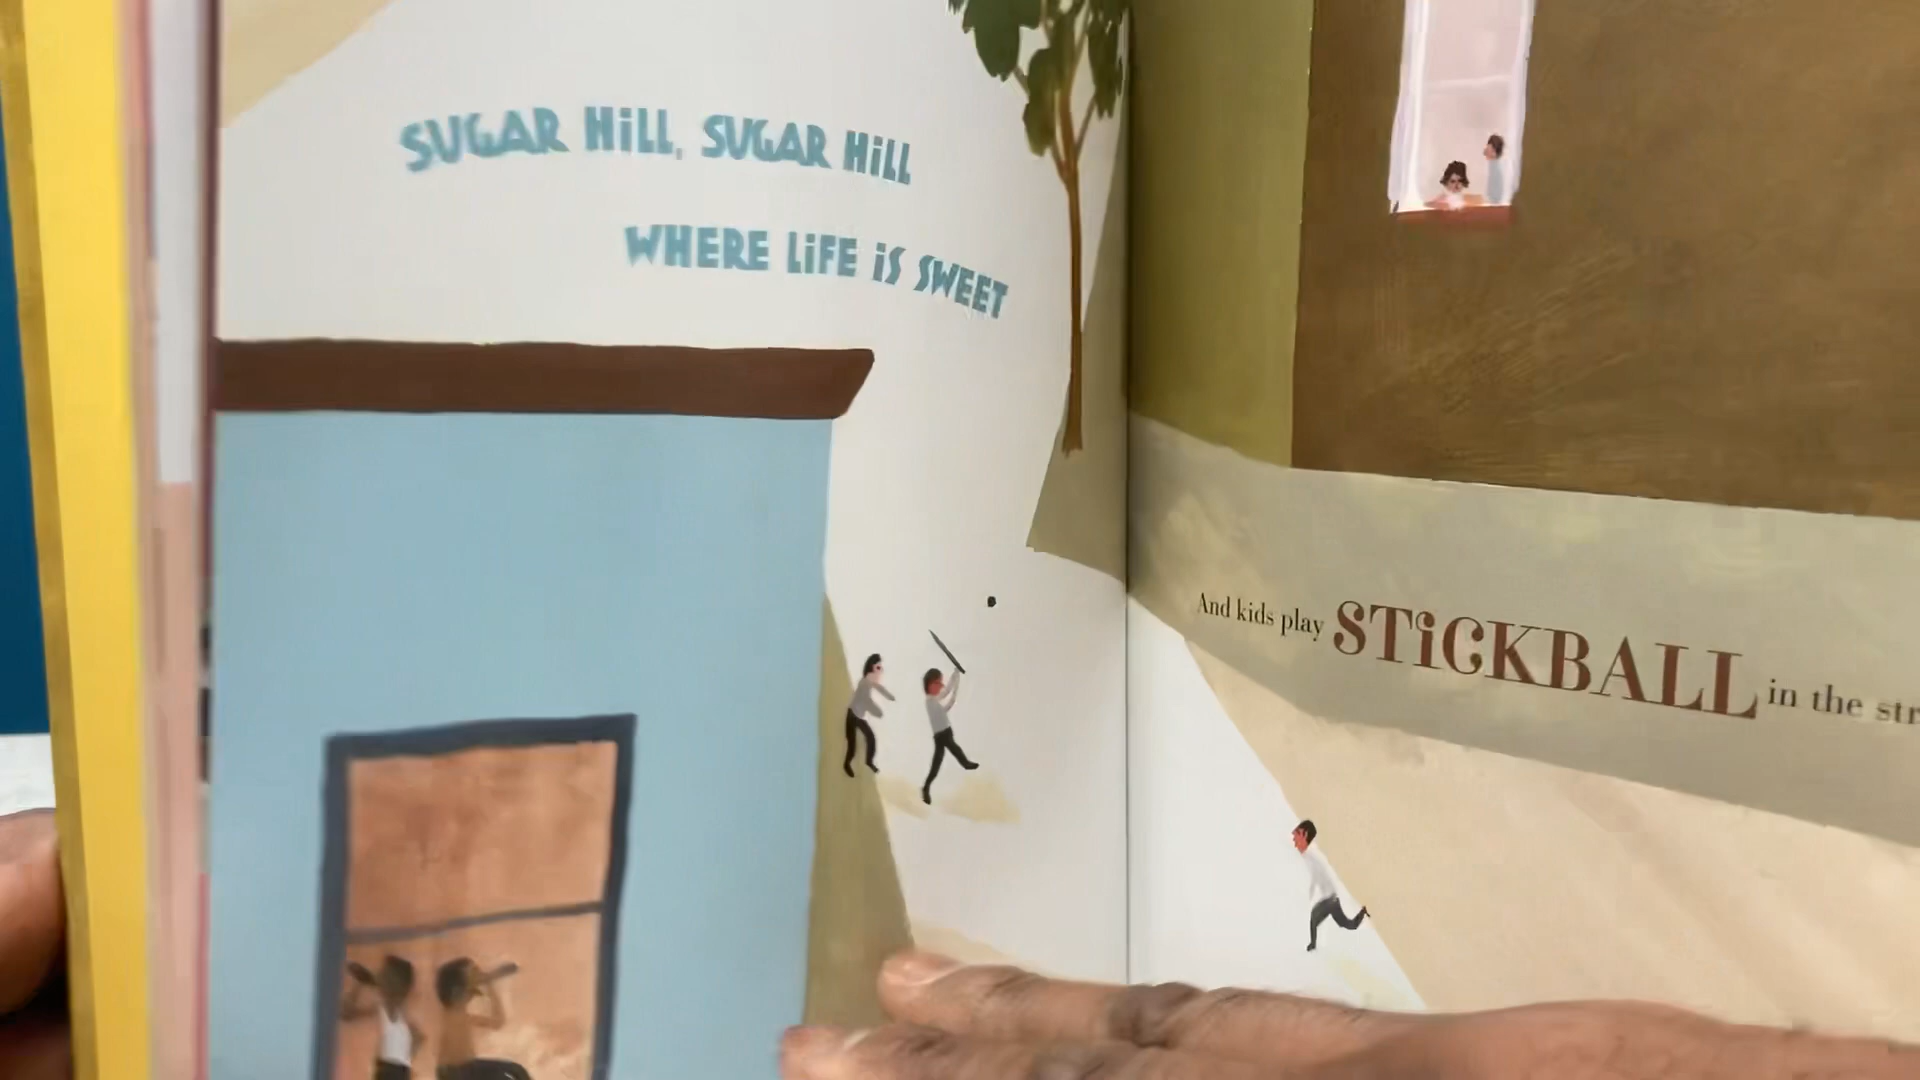 SUGAR HiLL, SUGAR HiLL
WHERE LiFE iS SWEET
And kids play STiCKBALL in the str